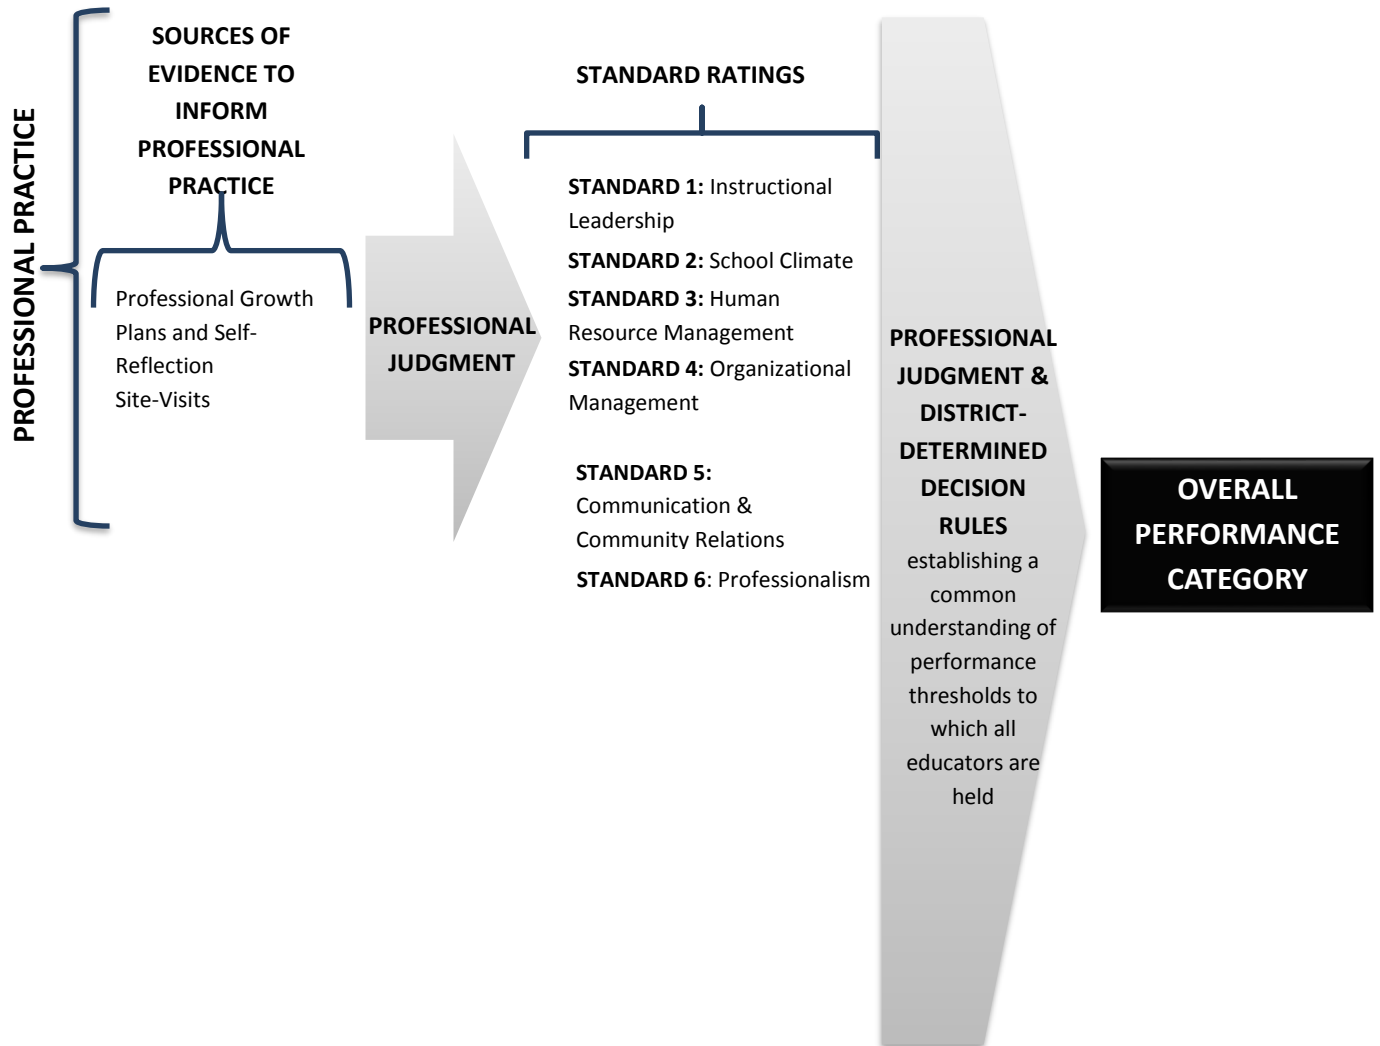 PROFESSIONAL PRACTICE
SOURCES OF
EVIDENCE TO
INFORM
PROFESSIONAL
PRACTICE
Professional Growth
Plans and Self-
Reflection
Site-Visits
PROFESSIONAL
JUDGMENT
STANDARD RATINGS
STANDARD 1: Instructional
Leadership
STANDARD 2: School Climate
STANDARD 3: Human
Resource Management
STANDARD 4: Organizational
Management
STANDARD 5:
Communication &
Community Relations
STANDARD 6: Professionalism
PROFESSIONAL
JUDGMENT &
DISTRICT-
DETERMINED
DECISION
RULES
establishing a
common
understanding of
performance
thresholds to
which all
educators are
held
OVERALL
PERFORMANCE
CATEGORY